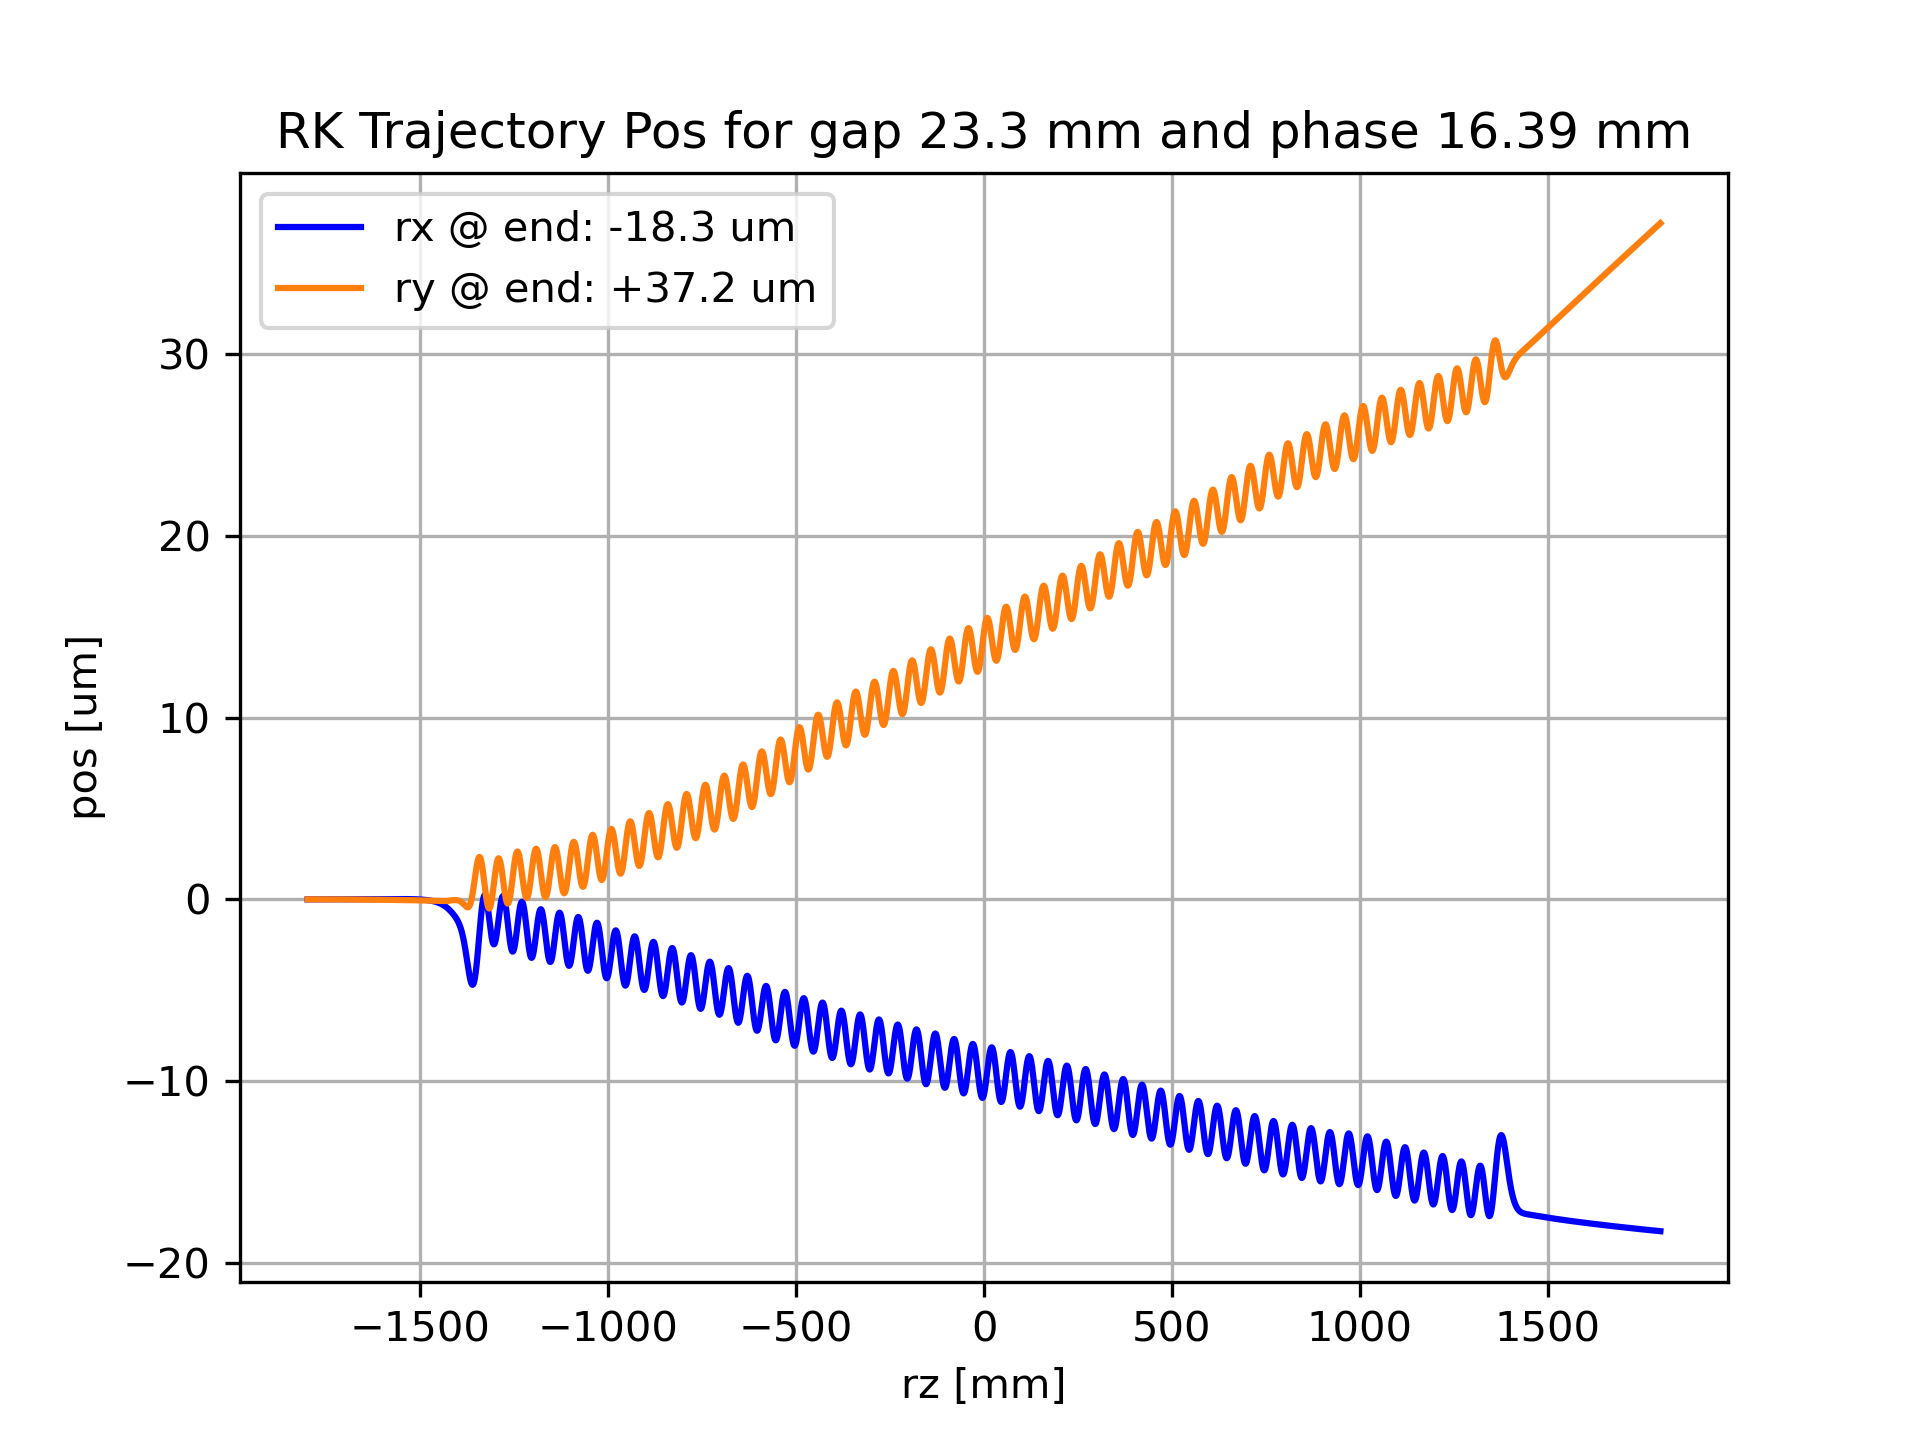 RK Trajectory Pos for gap 23.3 mm and phase 16.39 mm
rx @ end: -18.3 um
ry @ end: +37.2 um
pos [um]
30
20
10
0
−10
−20
−1500 −1000 −500 0 500 1000 1500
rz [mm]